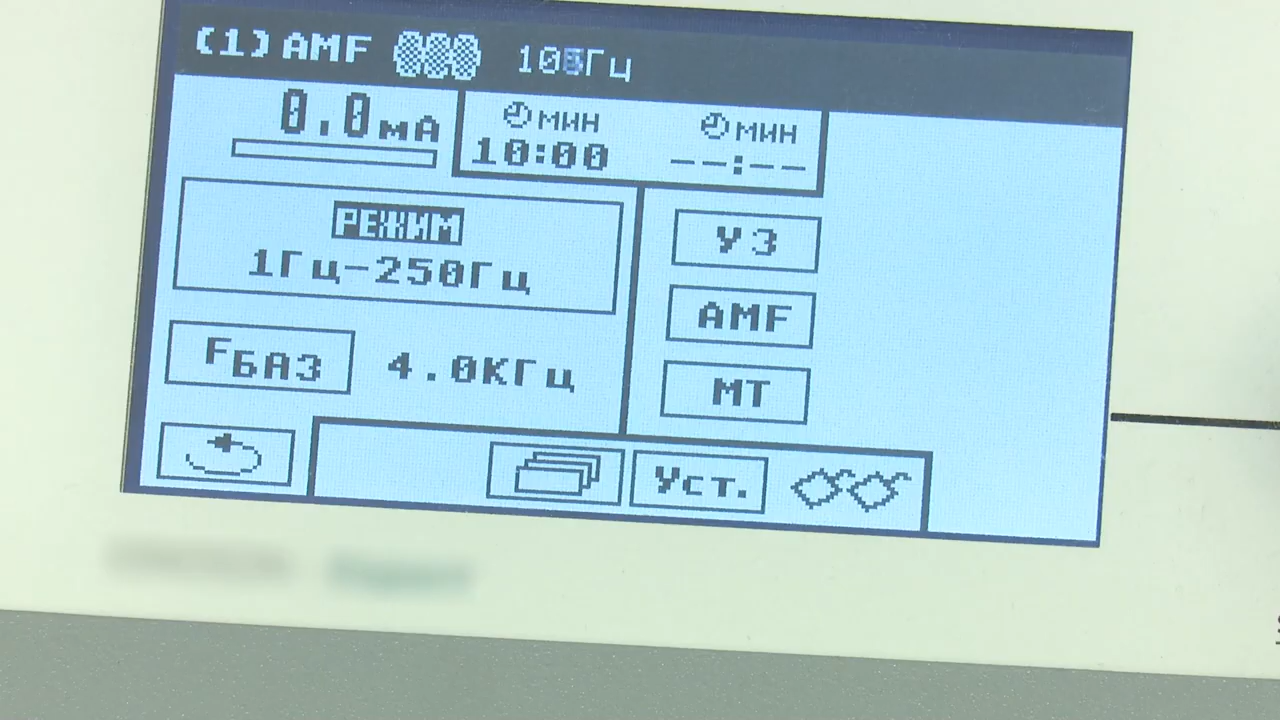 (1) AMF
0.0мА
мин
10:00
мин
--:--
РЕЖИМ
1Гц-250Гц
FБАЗ 4.0КГц
УЗ
AMF
МТ
Уст.